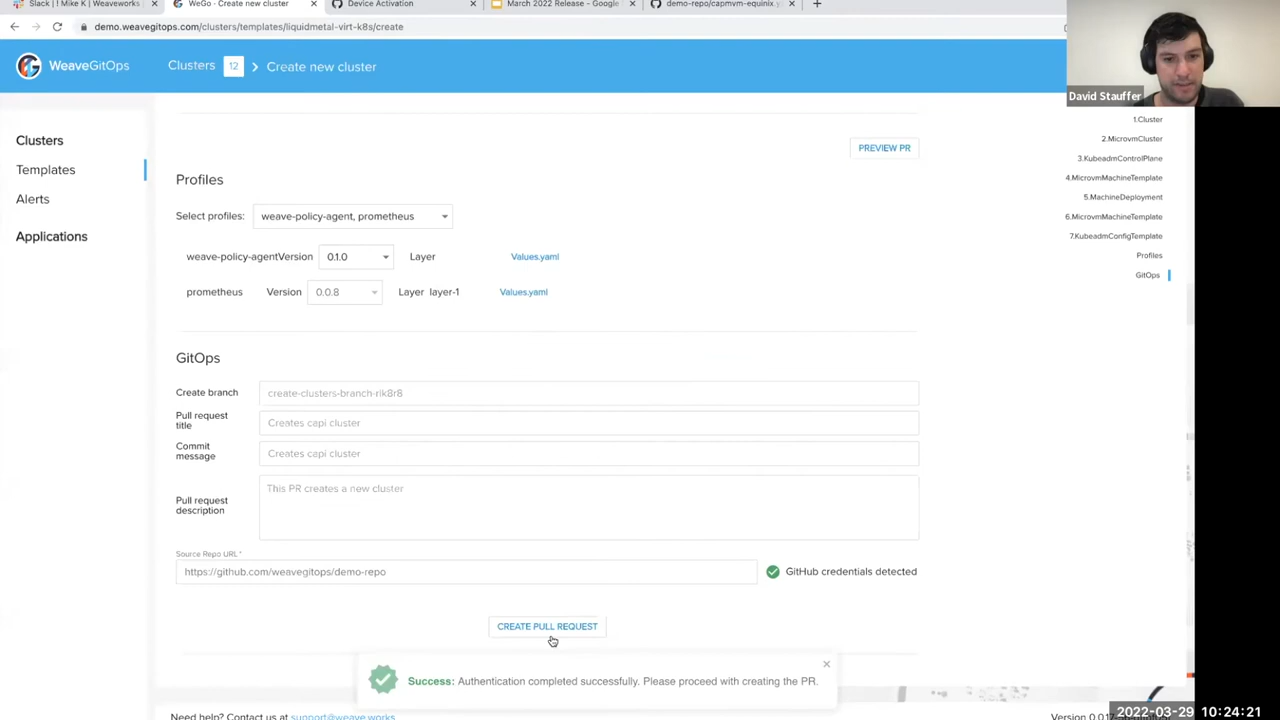 Slack | ! Mike K | Weaveworks
WeGo - Create new cluster
Device Activation
March 2022 Release - Google
demo-repo/capmvm-equinix.
demo.weavegitops.com/clusters/templates/liquidmetal-virt-k8s/create
WeaveGitOps
Clusters 12 Create new cluster
David Stauffer
Clusters
Templates
Alerts
Applications
1.Cluster
2.MicrovmCluster
3.KubeadmControlPlane
4.MicrovmMachineTemplate
5.MachineDeployment
6.MicrovmMachineTemplate
7.KubeadmConfigTemplate
Profiles
GitOps
PREVIEW PR
Profiles
Select profiles: weave-policy-agent, prometheus
weave-policy-agentVersion 0.1.0 Layer Values.yaml
prometheus Version 0.0.8 Layer layer-1 Values.yaml
GitOps
Create branch create-clusters-branch-rik8r8
Pull request
title
Creates capi cluster
Commit
message
Creates capi cluster
Pull request
description
This PR creates a new cluster
Source Repo URL *
https://github.com/weavegitops/demo-repo
GitHub credentials detected
CREATE PULL REQUEST
Success: Authentication completed successfully. Please proceed with creating the PR.
Need help? Contact us at support@weave.works
Version 0.0.17
2022-03-29 10:24:21